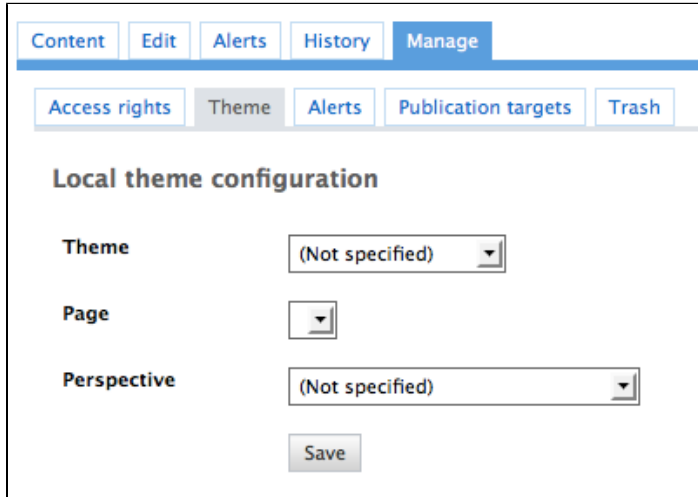 Content Edit Alerts History Manage
Access rights Theme Alerts Publication targets Trash
Local theme configuration
Theme (Not specified)
Page
Perspective (Not specified)
Save